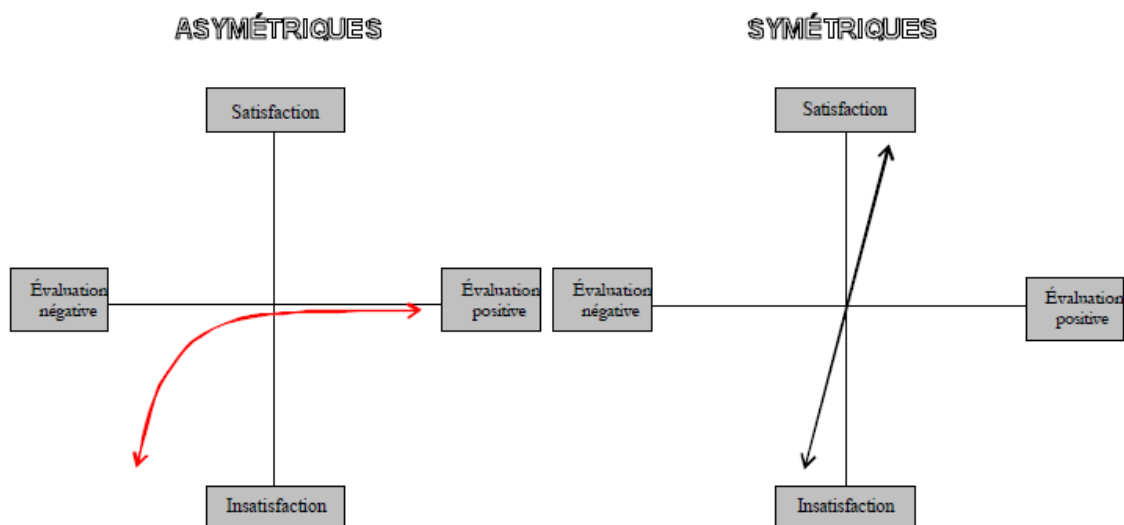 ASYMÉTRIQUES
Satisfaction
Évaluation
négative
Évaluation
positive
Insatisfaction
SYMÉTRIQUES
Satisfaction
Évaluation
négative
Évaluation
positive
Insatisfaction